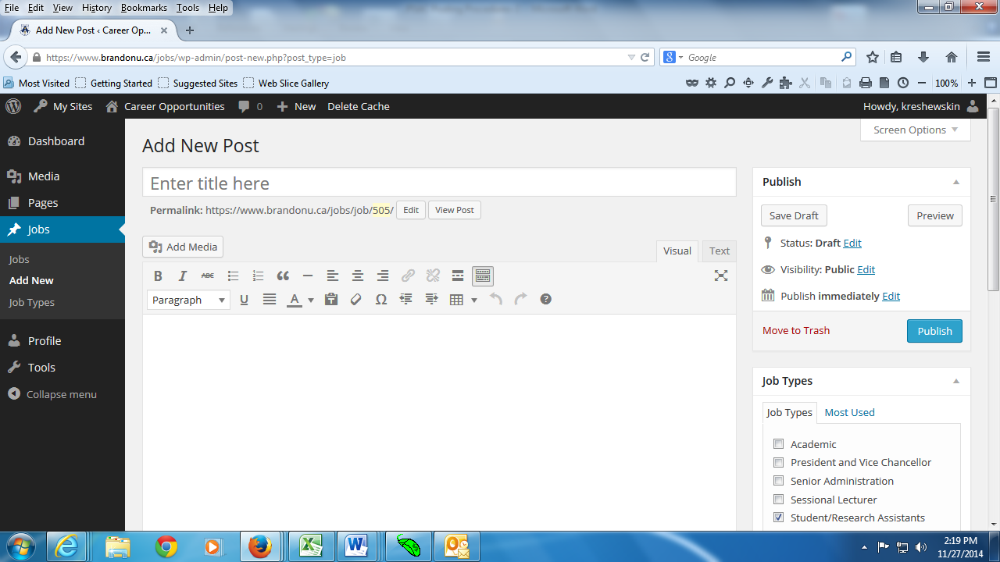 File Edit View History Bookmarks Tools Help
Add New Post ‹ Career Op...
https://www.brandonu.ca/jobs/wp-admin/post-new.php?post_type=job
Google
Most Visited Getting Started Suggested Sites Web Slice Gallery
100%
My Sites Career Opportunities 0 New Delete Cache
Howdy, kreshewskin
Screen Options
Dashboard
Media
Pages
Jobs
Jobs
Add New
Job Types
Profile
Tools
Collapse menu
Add New Post
Enter title here
Permalink: https://www.brandonu.ca/jobs/job/505/ Edit View Post
Add Media
Visual Text
B I ABC
Paragraph U A Ω
Publish
Save Draft Preview
Status: Draft Edit
Visibility: Public Edit
Publish immediately Edit
Move to Trash Publish
Job Types
Job Types Most Used
Academic
President and Vice Chancellor
Senior Administration
Sessional Lecturer
Student/Research Assistants
2:19 PM
11/27/2014